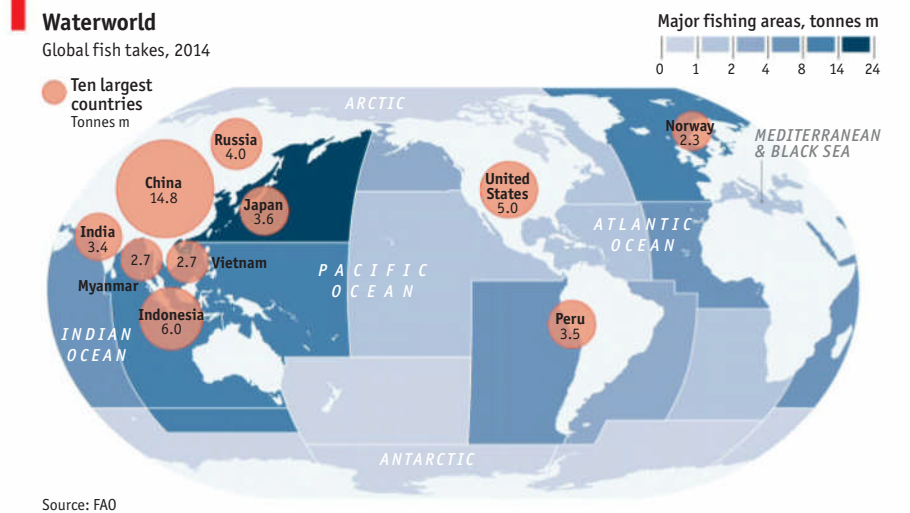 Waterworld
Global fish takes, 2014
Ten largest
countries
Tonnes m
Major fishing areas, tonnes m
0 1 2 4 8 14 24
ARCTIC
Russia
4.0
Norway
2.3
MEDITERRANEAN
& BLACK SEA
China
14.8
United
States
5.0
Japan
3.6
India
3.4
ATLANTIC
OCEAN
2.7
Myanmar
2.7 Vietnam
PACIFIC
OCEAN
Indonesia
6.0
Peru
3.5
INDIAN
OCEAN
ANTARCTIC
Source: FAO